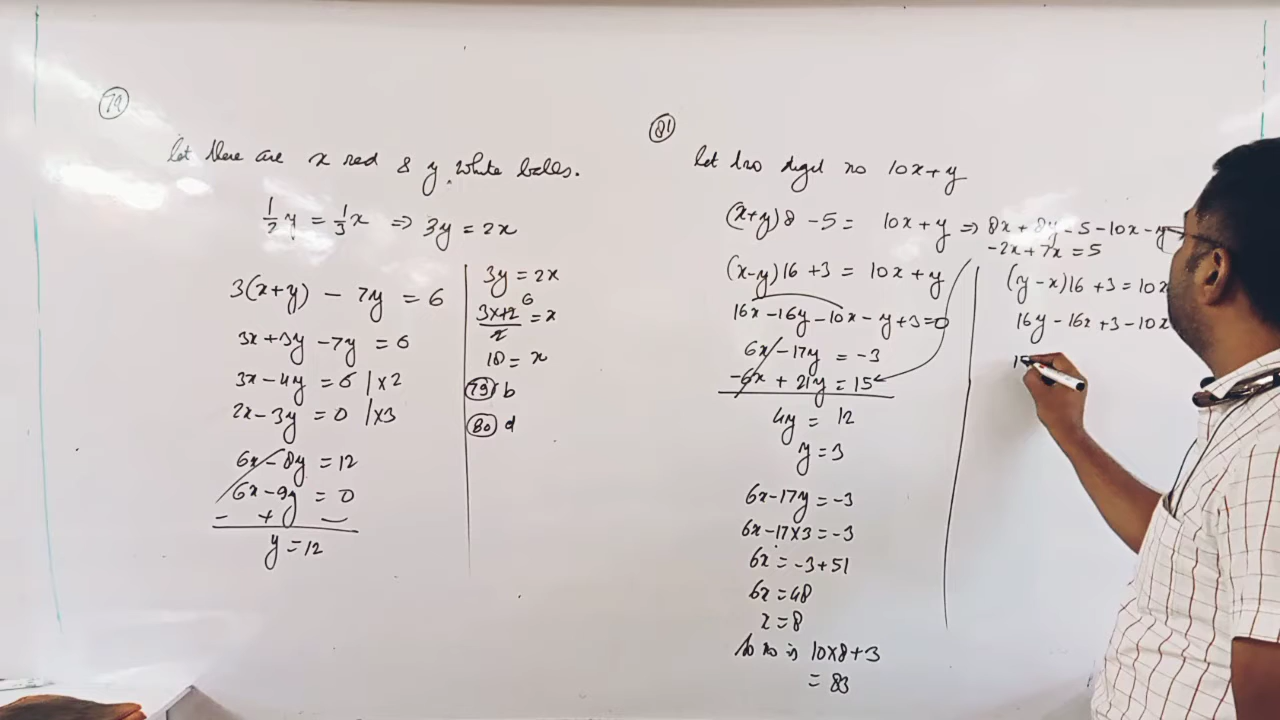 79
let there are x red & y white balls.
1/2 y = 1/3 x ⇒ 3y = 2x
3(x+y) - 7y = 6
3x+3y - 7y = 6
3x - 4y = 6 | x2
2x - 3y = 0 | x3
6x - 8y = 12
6x - 9y = 0
- + -
y = 12
3y = 2x
3x12/2 = x
6
18 = x
79 b
80 d
81
let two digit no 10x+y
(x+y)8 - 5 = 10x+y ⇒ 8x + 8y - 5 - 10x - y
-2x+7x = 5
(x-y)16 + 3 = 10x + y
16x - 16y - 10x - y + 3 = 0
6x - 17y = -3
-6x + 21y = 15
4y = 12
y = 3
6x - 17y = -3
6x - 17x3 = -3
6x = -3+51
6x = 48
x = 8
so no is 10x8+3
= 83
(y-x)16 + 3 = 10x
16y - 16x + 3 - 10x
15